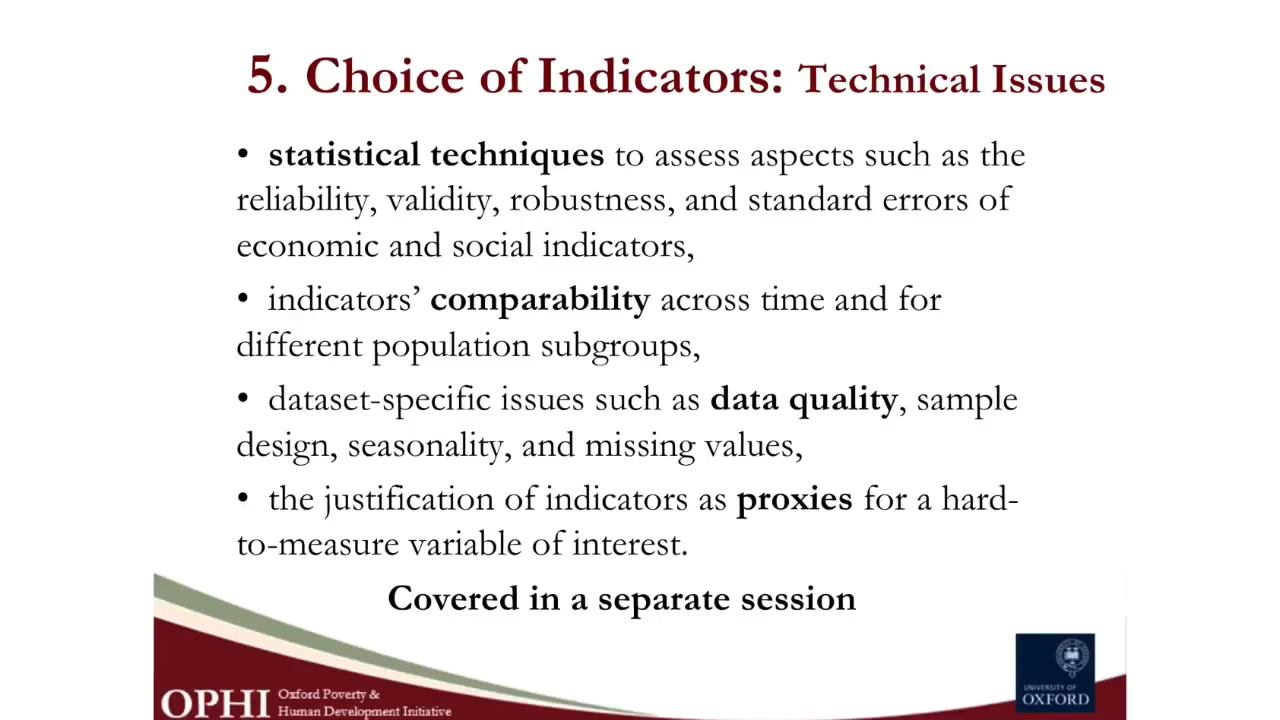 5. Choice of Indicators: Technical Issues
• statistical techniques to assess aspects such as the
reliability, validity, robustness, and standard errors of
economic and social indicators,
• indicators’ comparability across time and for
different population subgroups,
• dataset-specific issues such as data quality, sample
design, seasonality, and missing values,
• the justification of indicators as proxies for a hard-
to-measure variable of interest.
Covered in a separate session
OPHI
Oxford Poverty &
Human Development Initiative
UNIVERSITY OF
OXFORD